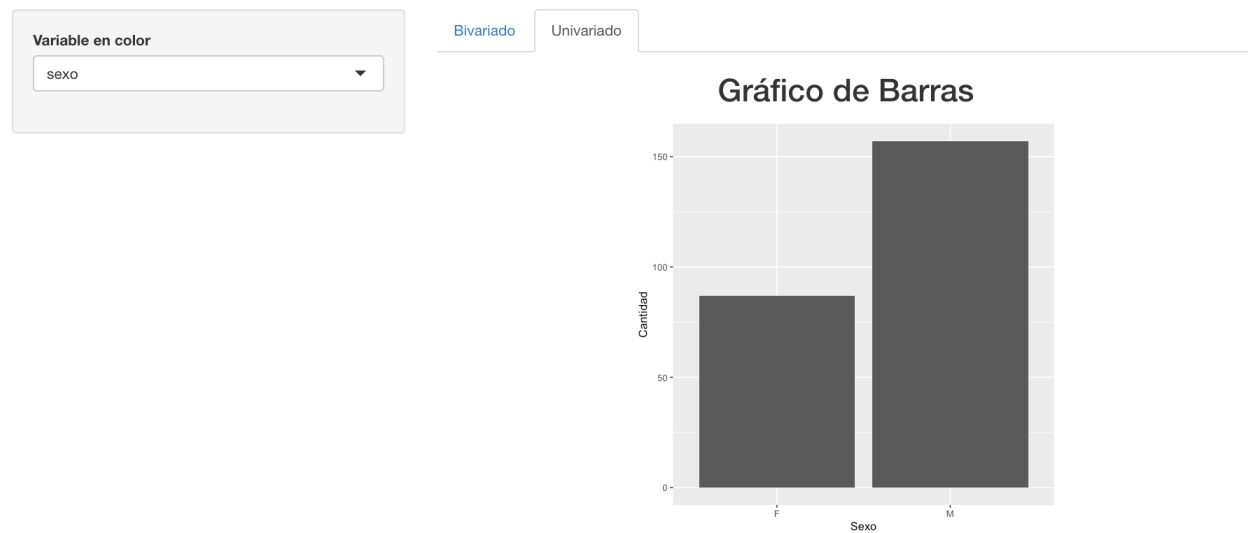 Variable en color
sexo
Bivariado
Univariado
Gráfico de Barras
150
100
50
0
Cantidad
F
M
Sexo